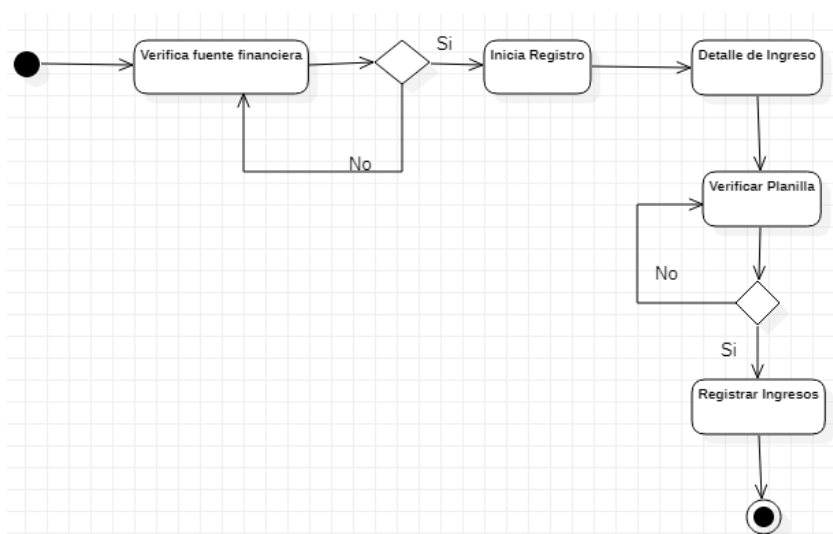 Verifica fuente financiera
Si
Inicia Registro
Detalle de Ingreso
No
Verificar Planilla
No
Si
Registrar Ingresos